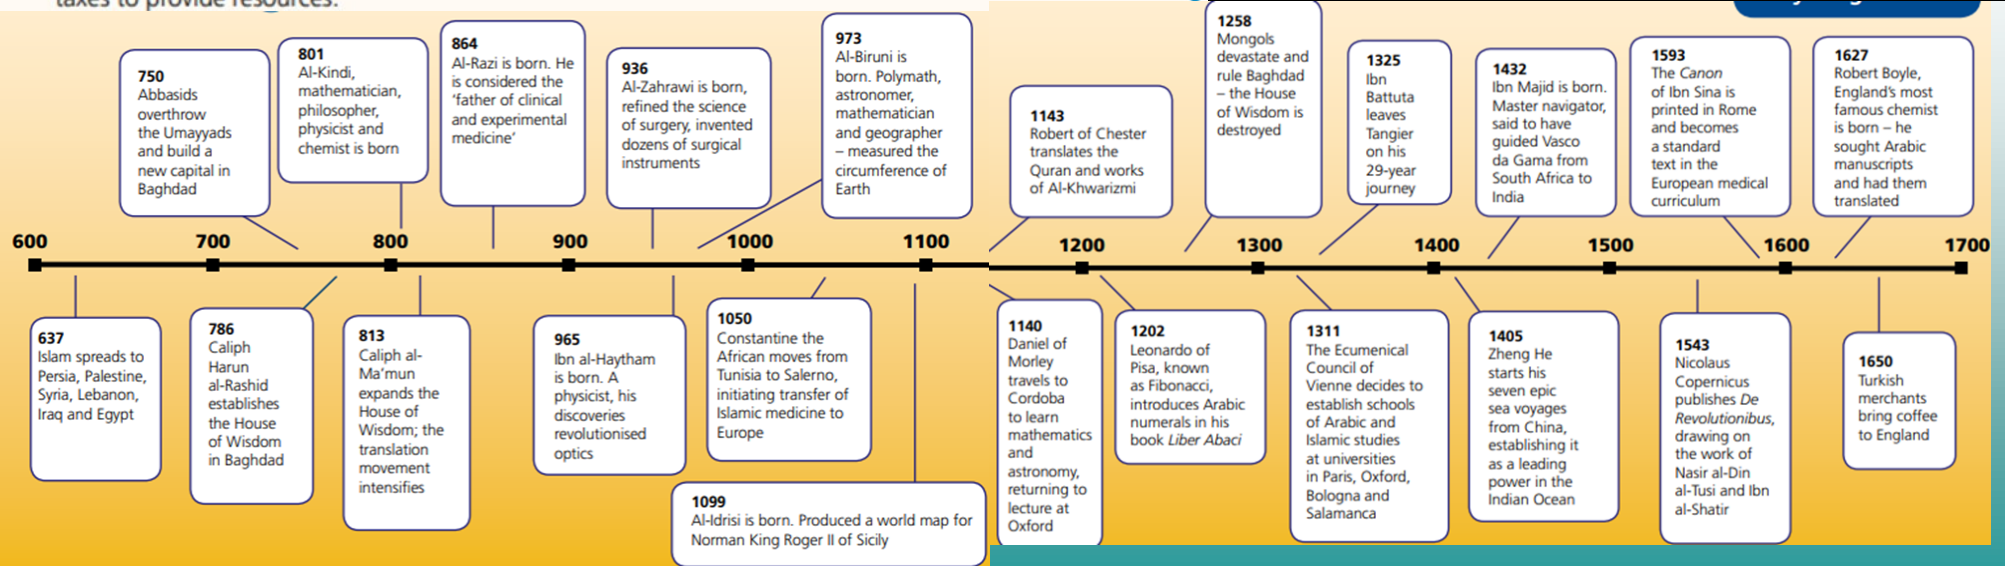 taxes to provide resources.
750
Abbasids
overthrow
the Umayyads
and build a
new capital in
Baghdad
801
Al-Kindi,
mathematician,
philosopher,
physicist and
chemist is born
864
Al-Razi is born. He
is considered the
‘father of clinical
and experimental
medicine’
936
Al-Zahrawi is born,
refined the science
of surgery, invented
dozens of surgical
instruments
973
Al-Biruni is
born. Polymath,
astronomer,
mathematician
and geographer
– measured the
circumference of
Earth
1143
Robert of Chester
translates the
Quran and works
of Al-Khwarizmi
1258
Mongols
devastate and
rule Baghdad
– the House
of Wisdom is
destroyed
1325
Ibn
Battuta
leaves
Tangier
on his
29-year
journey
1432
Ibn Majid is born.
Master navigator,
said to have
guided Vasco
da Gama from
South Africa to
India
1593
The Canon
of Ibn Sina is
printed in Rome
and becomes
a standard
text in the
European medical
curriculum
1627
Robert Boyle,
England’s most
famous chemist
is born – he
sought Arabic
manuscripts
and had them
translated
600 700 800 900 1000 1100 1200 1300 1400 1500 1600 1700
637
Islam spreads to
Persia, Palestine,
Syria, Lebanon,
Iraq and Egypt
786
Caliph
Harun
al-Rashid
establishes
the House
of Wisdom
in Baghdad
813
Caliph al-
Ma’mun
expands the
House of
Wisdom; the
translation
movement
intensifies
965
Ibn al-Haytham
is born. A
physicist, his
discoveries
revolutionised
optics
1050
Constantine the
African moves from
Tunisia to Salerno,
initiating transfer of
Islamic medicine to
Europe
1099
Al-Idrisi is born. Produced a world map for
Norman King Roger II of Sicily
1140
Daniel of
Morley
travels to
Cordoba
to learn
mathematics
and
astronomy,
returning to
lecture at
Oxford
1202
Leonardo of
Pisa, known
as Fibonacci,
introduces Arabic
numerals in his
book Liber Abaci
1311
The Ecumenical
Council of
Vienne decides to
establish schools
of Arabic and
Islamic studies
at universities
in Paris, Oxford,
Bologna and
Salamanca
1405
Zheng He
starts his
seven epic
sea voyages
from China,
establishing it
as a leading
power in the
Indian Ocean
1543
Nicolaus
Copernicus
publishes De
Revolutionibus,
drawing on
the work of
Nasir al-Din
al-Tusi and Ibn
al-Shatir
1650
Turkish
merchants
bring coffee
to England